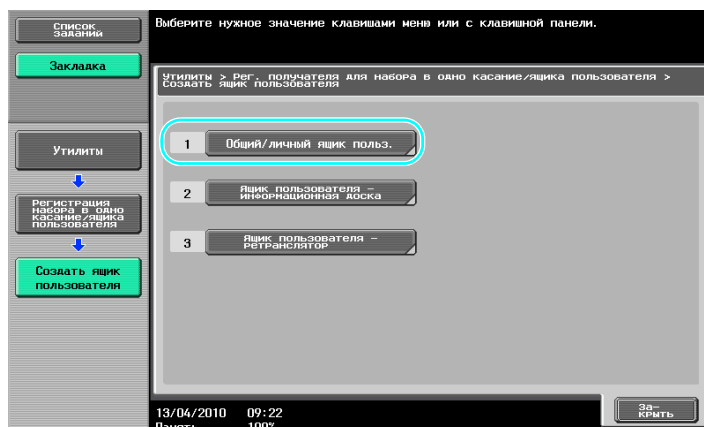 Список
заданий
Выберите нужное значение клавишами меню или с клавишной панели.
Закладка
Утилиты > Рег. получателя для набора в одно касание/ящика пользователя >
Создать ящик пользователя
1 Общий/личный ящик польз.
Утилиты
2 Ящик пользователя –
информационная доска
Регистрация
набора в одно
касание/ящика
пользователя
3 Ящик пользователя –
ретранслятор
Создать ящик
пользователя
13/04/2010 09:22
Память 100%
За–
крыть